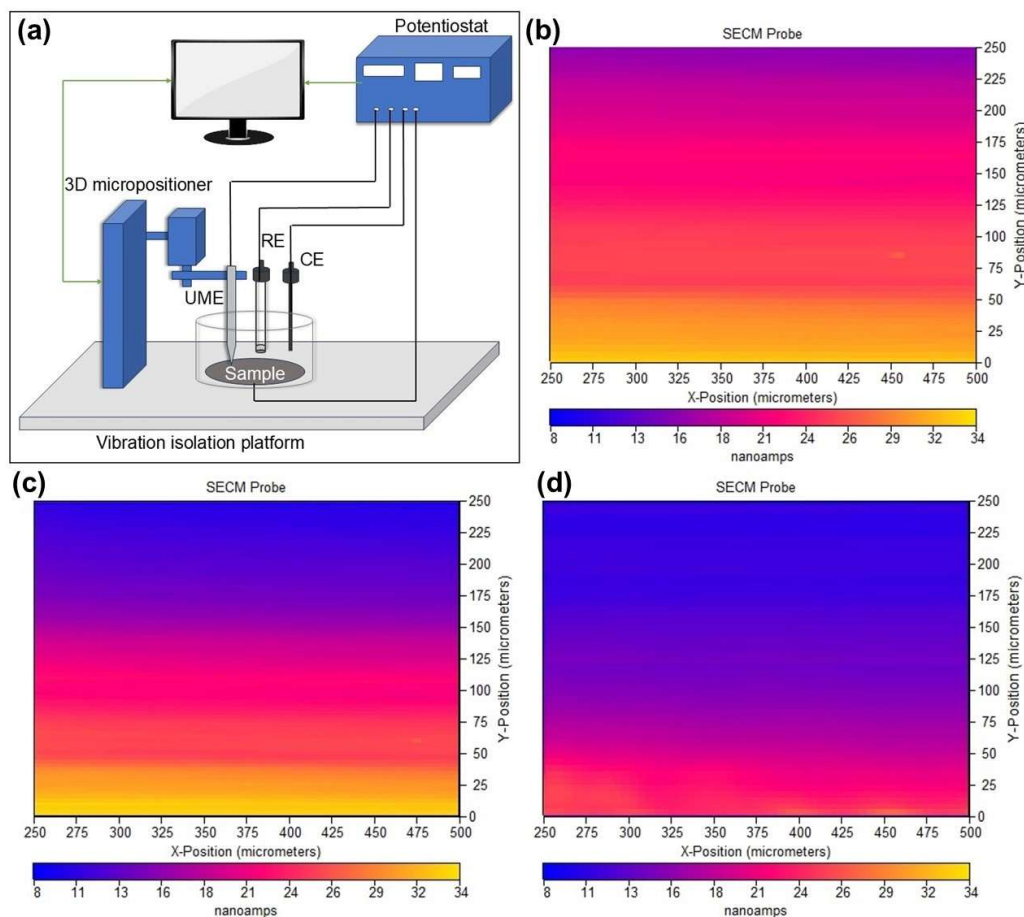 (a)
Potentiostat
3D micropositioner
RE
CE
UME
Sample
Vibration isolation platform
(b)
SECM Probe
250
225
200
175
150
125
100
75
50
25
0
Y-Position (micrometers)
250 275 300 325 350 375 400 425 450 475 500
X-Position (micrometers)
8 11 13 16 18 21 24 26 29 32 34
nanoamps
(c)
SECM Probe
250
225
200
175
150
125
100
75
50
25
0
Y-Position (micrometers)
250 275 300 325 350 375 400 425 450 475 500
X-Position (micrometers)
8 11 13 16 18 21 24 26 29 32 34
nanoamps
(d)
SECM Probe
250
225
200
175
150
125
100
75
50
25
0
Y-Position (micrometers)
250 275 300 325 350 375 400 425 450 475 500
X-Position (micrometers)
8 11 13 16 18 21 24 26 29 32 34
nanoamps